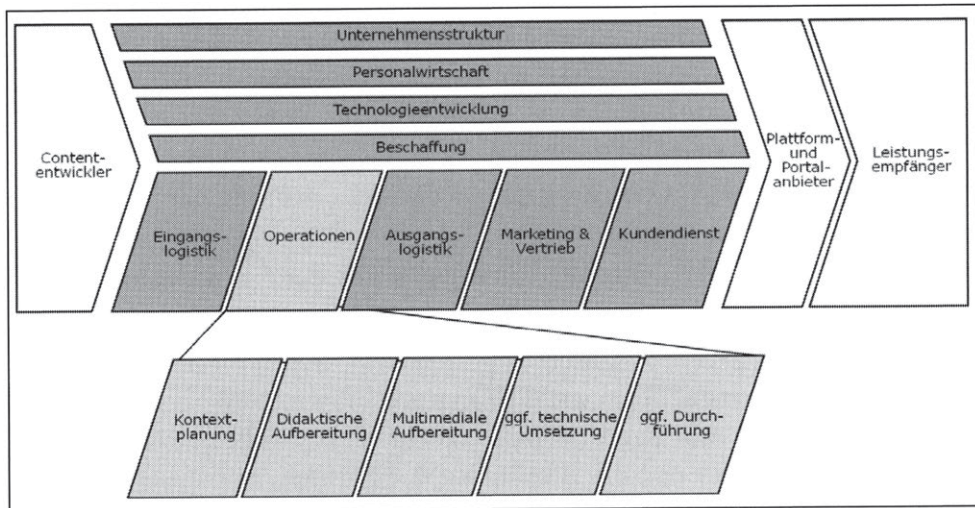 Unternehmensstruktur
Personalwirtschaft
Technologieentwicklung
Beschaffung
Content-
entwickler
Eingangs-
logistik
Operationen
Ausgangs-
logistik
Marketing &
Vertrieb
Kundendienst
Plattform-
und
Portal-
anbieter
Leistungs-
empfänger
Kontext-
planung
Didaktische
Aufbereitung
Multimediale
Aufbereitung
ggf. technische
Umsetzung
ggf. Durch-
führung